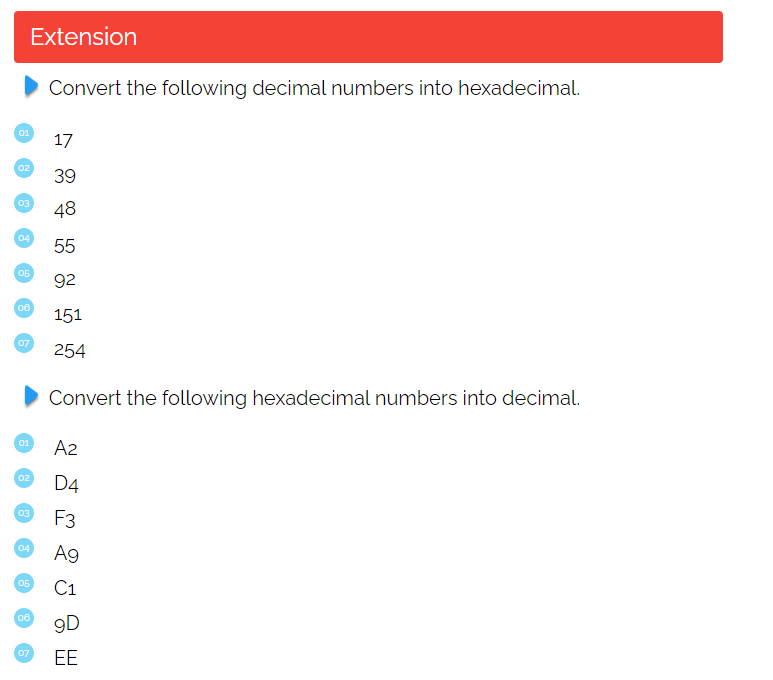 Extension
Convert the following decimal numbers into hexadecimal.
01 17
02 39
03 48
04 55
05 92
06 151
07 254
Convert the following hexadecimal numbers into decimal.
01 A2
02 D4
03 F3
04 A9
05 C1
06 9D
07 EE